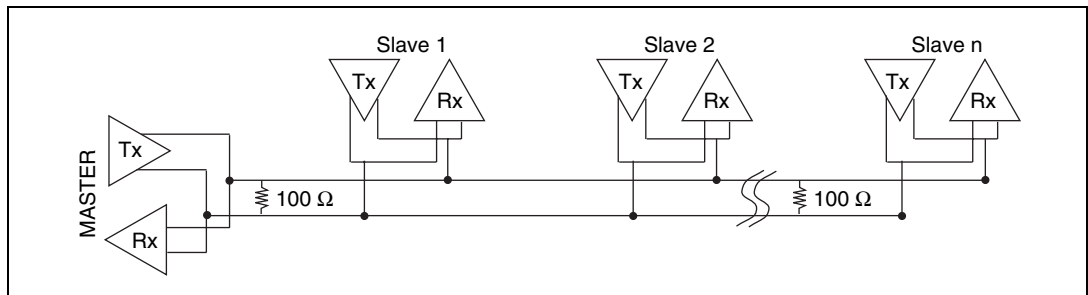 Slave 1
Slave 2
Slave n
Tx
Rx
Tx
Rx
Tx
Rx
MASTER
Tx
100 Ω
100 Ω
Rx